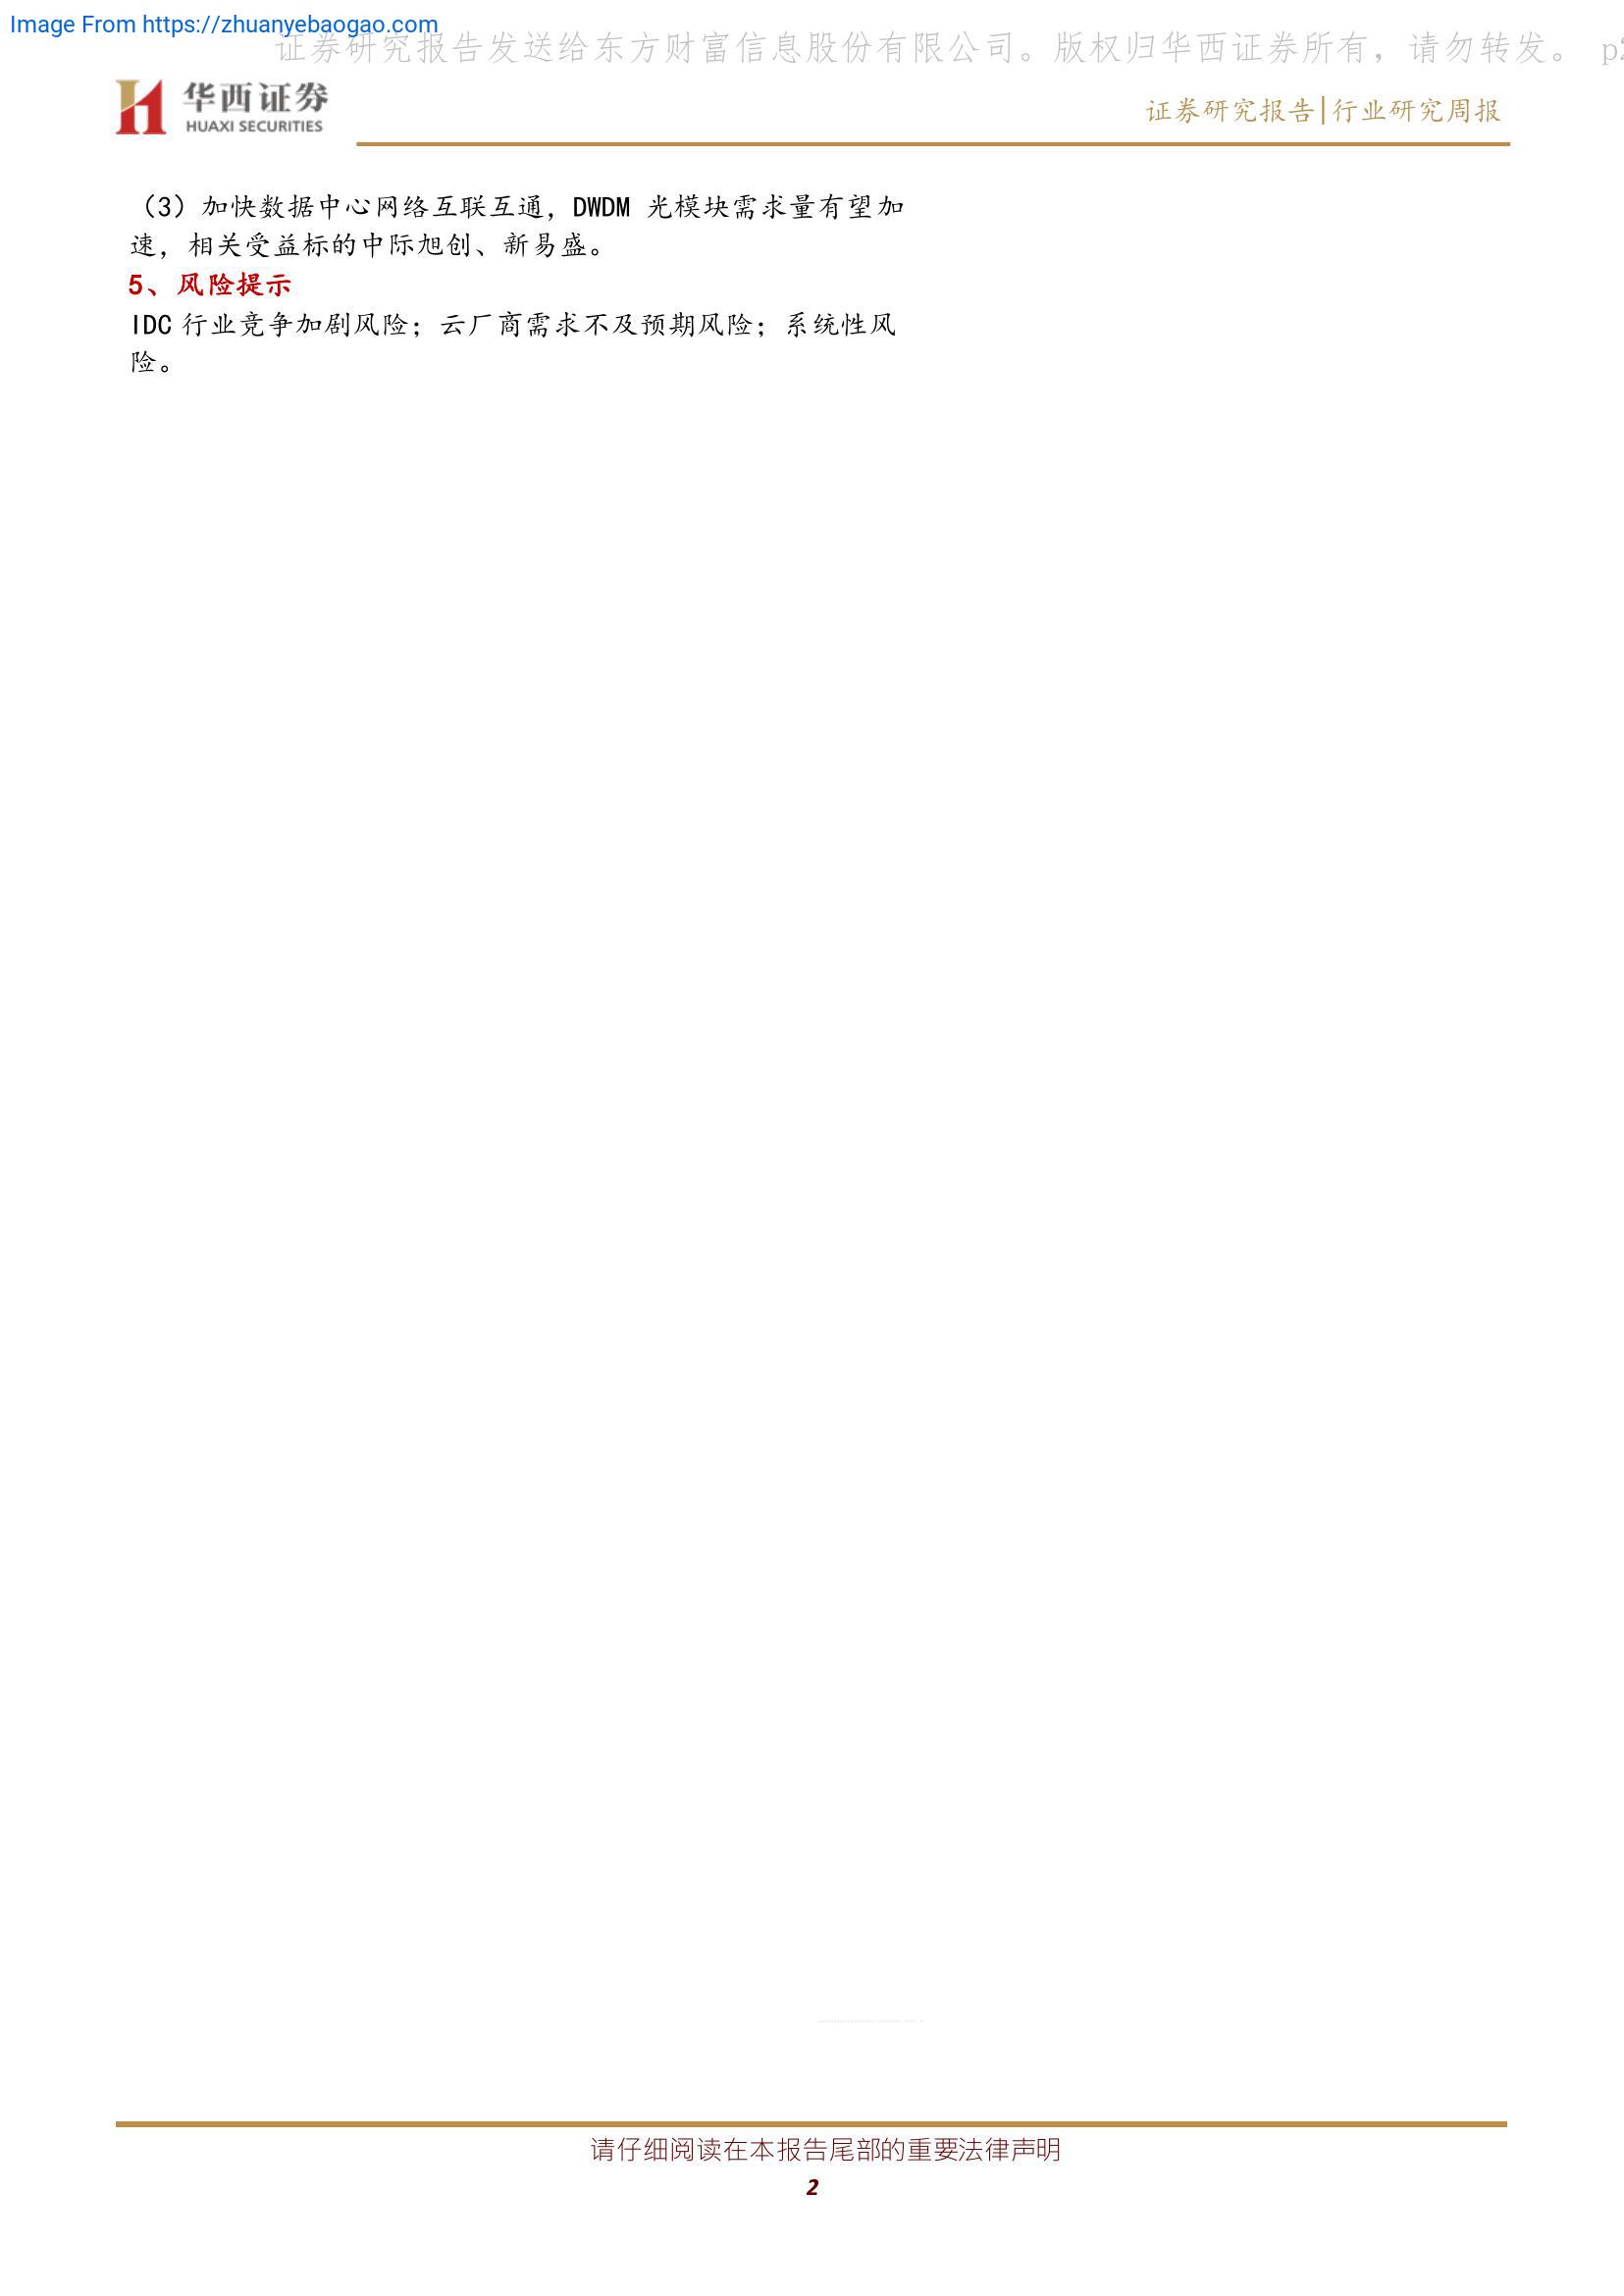 Image From https://zhuanyebaogao.com
证券研究报告发送给东方财富信息股份有限公司。版权归华西证券所有，请勿转发。 p2
华西证券
HUAXI SECURITIES
证券研究报告|行业研究周报
（3）加快数据中心网络互联互通，DWDM 光模块需求量有望加
速，相关受益标的中际旭创、新易盛。
5、风险提示
IDC 行业竞争加剧风险；云厂商需求不及预期风险；系统性风
险。
请仔细阅读在本报告尾部的重要法律声明
2